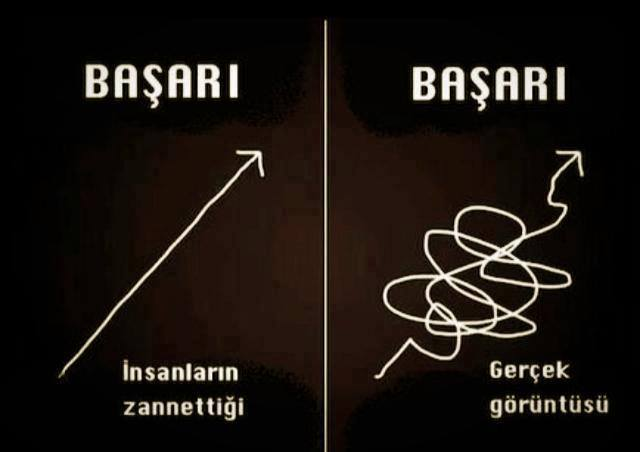 BAŞARI
İnsanların
zannettiği
BAŞARI
Gerçek
görüntüsü